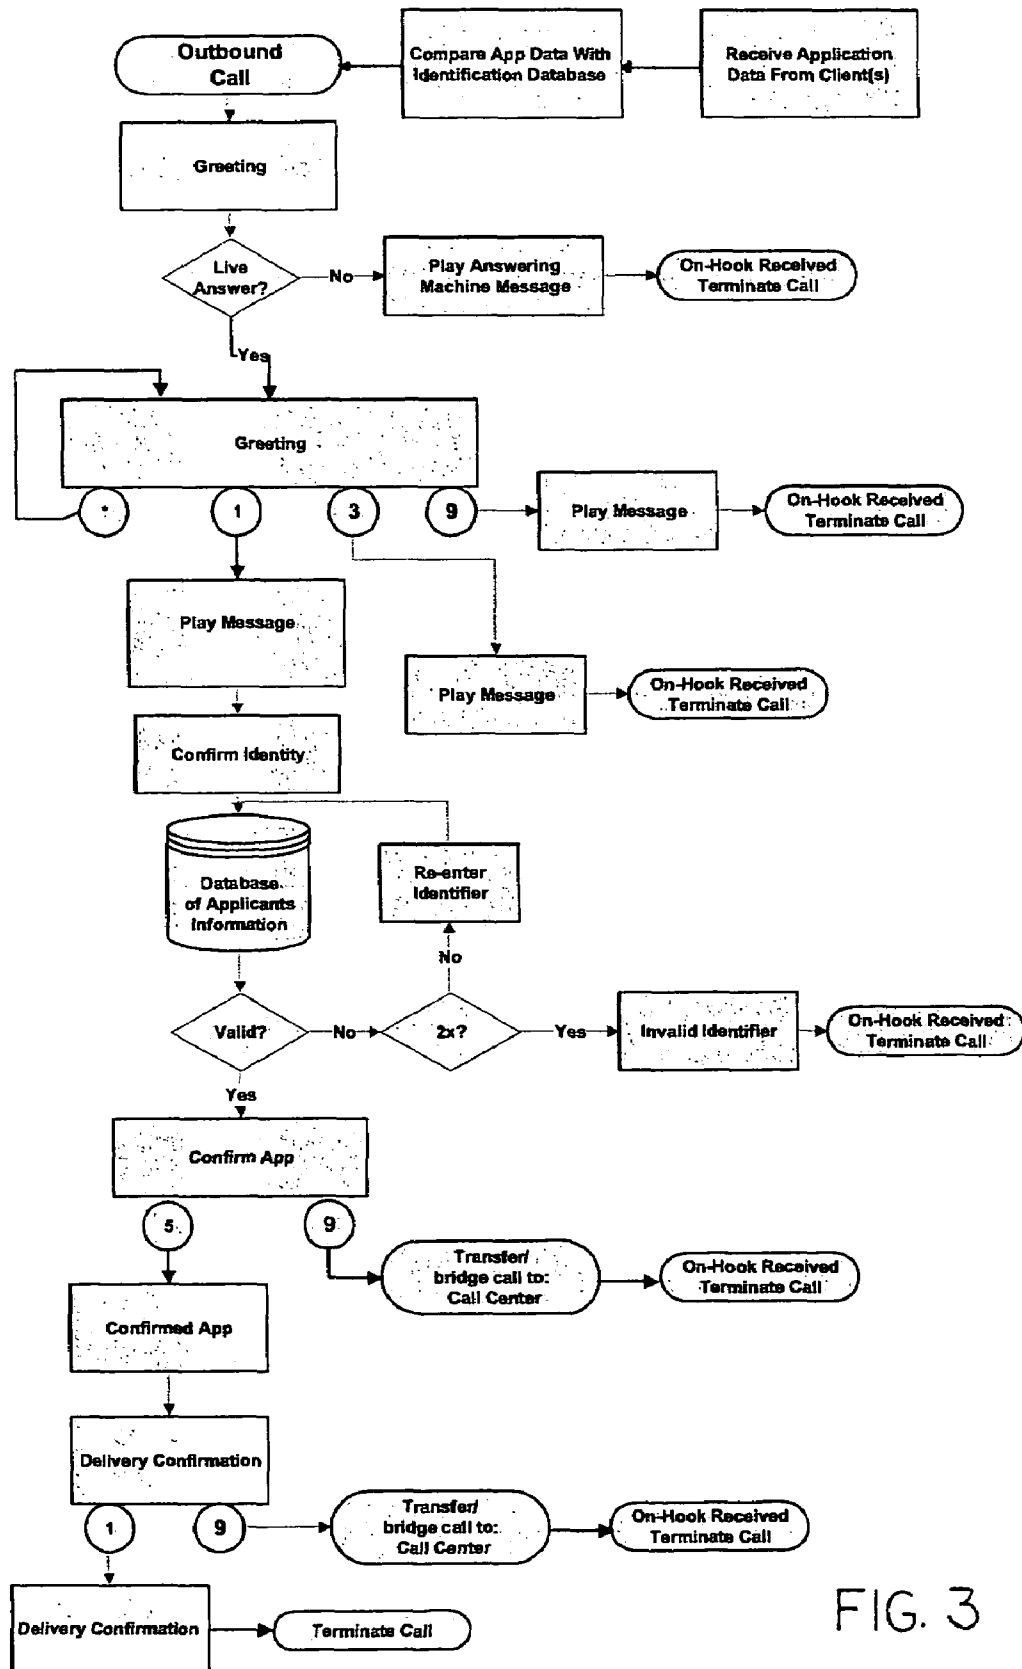 Outbound
Call
Compare App Data With
Identification Database
Receive Application
Data From Client(s)
Greeting
Live
Answer?
No
Play Answering
Machine Message
On-Hook Received
Terminate Call
Yes
Greeting
*
1
3
9
Play Message
On-Hook Received
Terminate Call
Play Message
Play Message
On-Hook Received
Terminate Call
Confirm Identity
Database
of Applicants
Information
Re-enter
Identifier
No
Valid?
No
2x?
Yes
Invalid Identifier
On-Hook Received
Terminate Call
Yes
Confirm App
5
9
Transfer/
bridge call to:
Call Center
On-Hook Received
Terminate Call
Confirmed App
Delivery Confirmation
1
9
Transfer/
bridge call to:
Call Center
On-Hook Received
Terminate Call
Delivery Confirmation
Terminate Call
FIG. 3